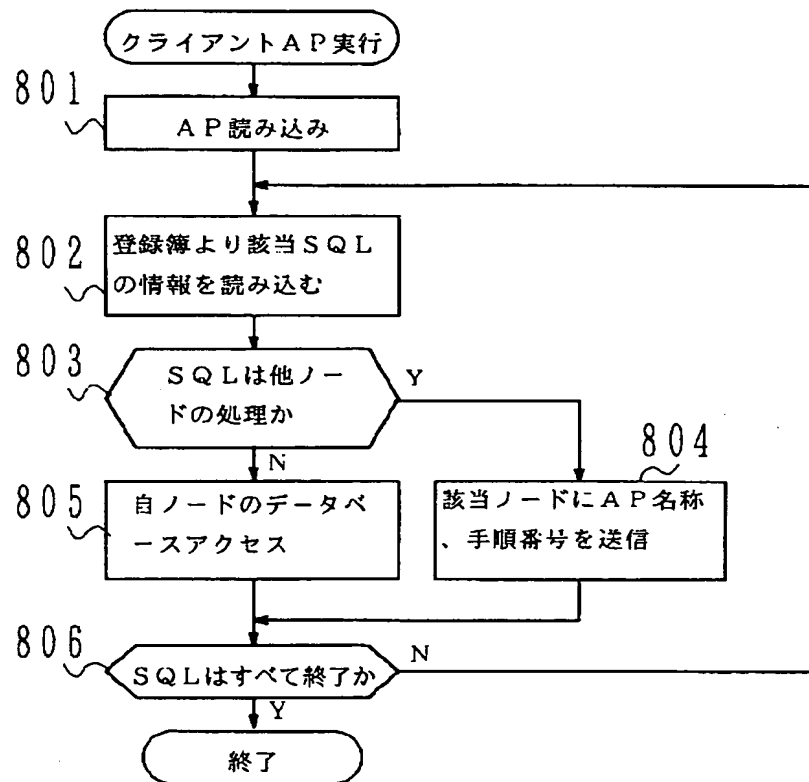 クライアントAP実行
801
AP読み込み
802
登録簿より該当SQL
の情報を読み込む
803
SQLは他ノー
ドの処理か
Y
N
804
805
自ノードのデータベ
ースアクセス
該当ノードにAP名称
、手順番号を送信
806
SQLはすべて終了か
N
Y
終了